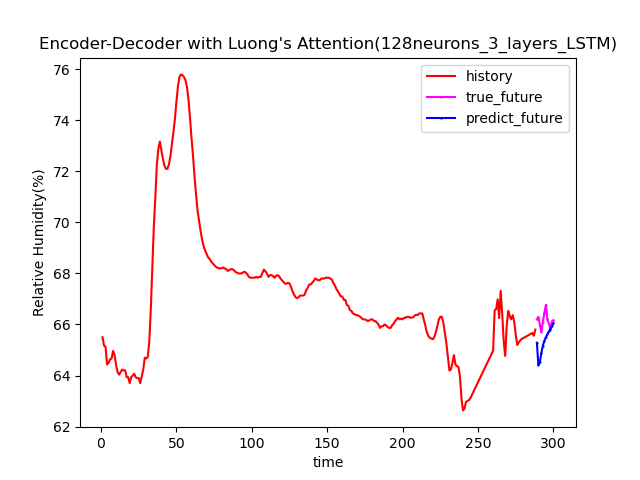 Encoder-Decoder with Luong's Attention(128neurons_3_layers_LSTM)
history
true_future
predict_future
Relative Humidity(%)
76
74
72
70
68
66
64
62
0 50 100 150 200 250 300
time